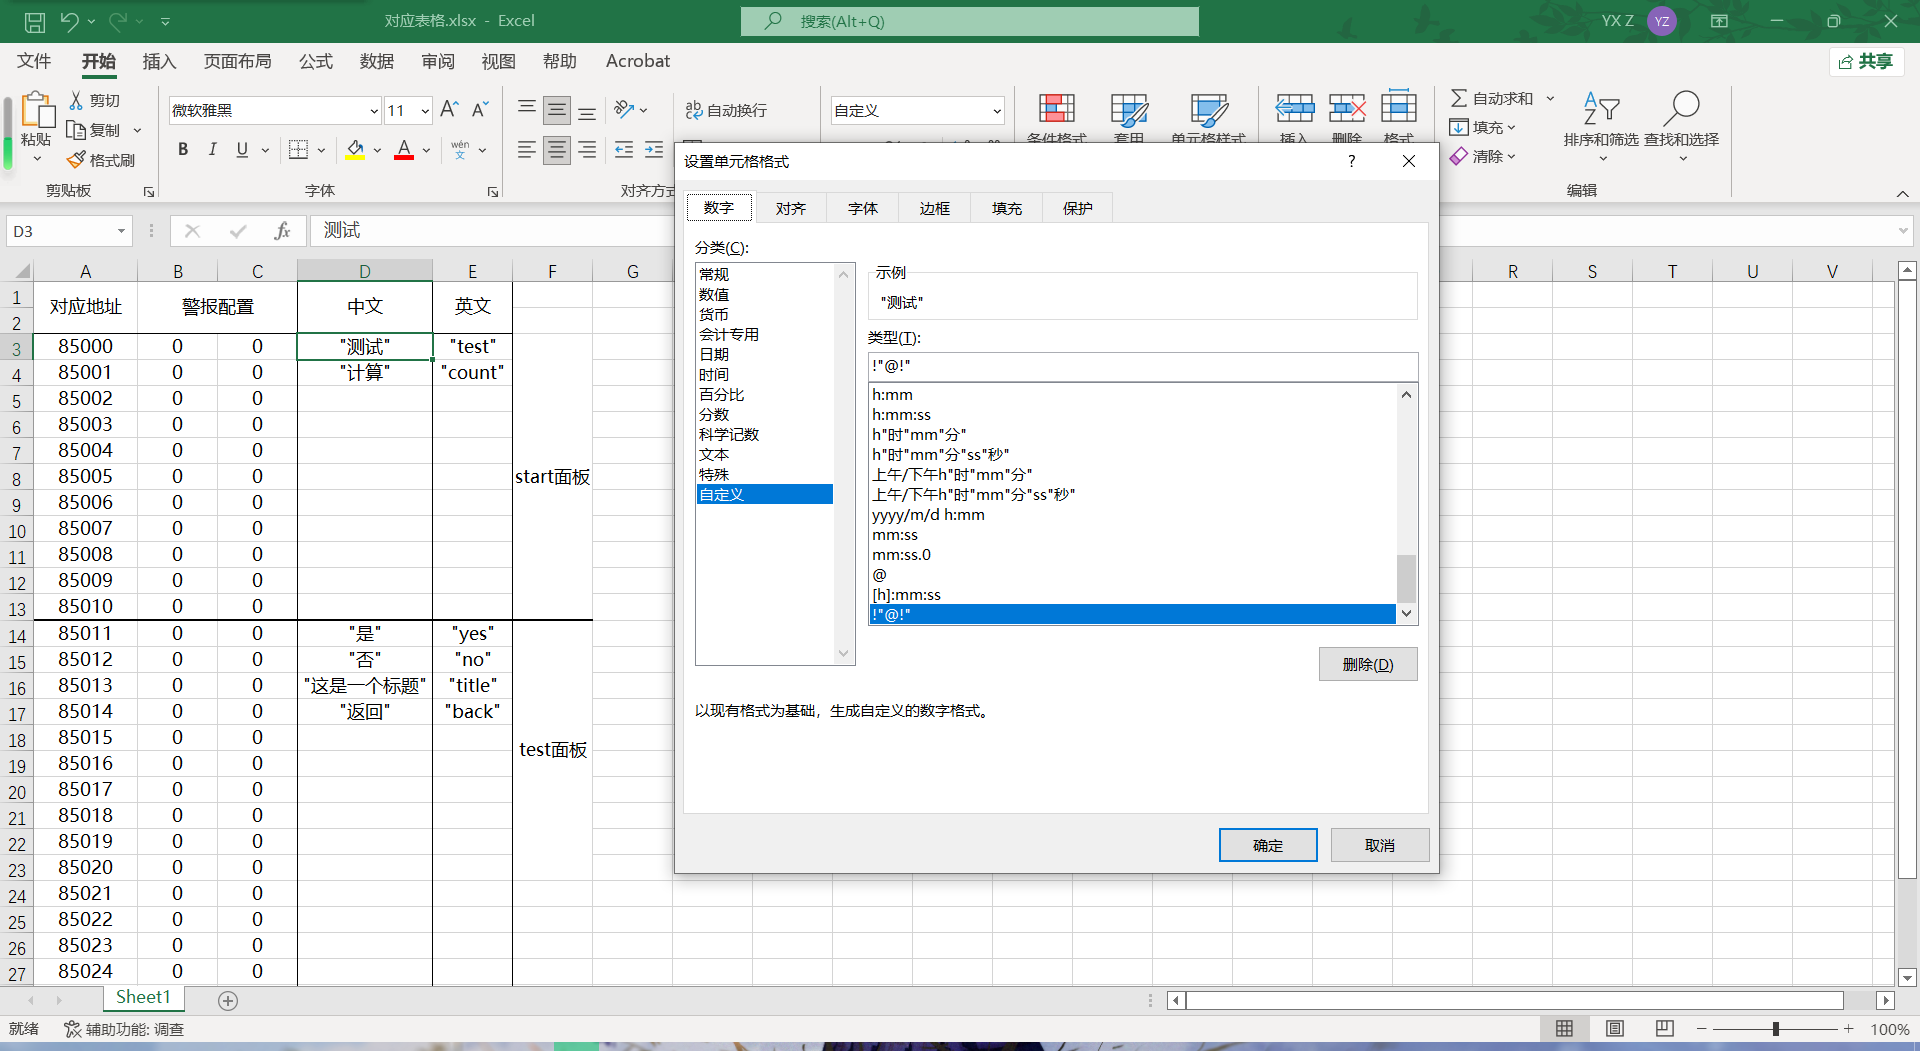 对应表格.xlsx - Excel
搜索(Alt+Q)
YX Z
YZ
文件 开始 插入 页面布局 公式 数据 审阅 视图 帮助 Acrobat
共享
粘贴
剪切
复制
格式刷
剪贴板
微软雅黑 11
B I U
A
wén
文
字体
自动换行
对齐方式
自定义
条件格式 套用 单元格样式
插入 删除 格式
自动求和
填充
清除
排序和筛选 查找和选择
编辑
D3
fx
测试
A B C D E F G R S T U V
1 对应地址 警报配置 中文 英文
2
3 85000 0 0 "测试" "test"
4 85001 0 0 "计算" "count"
5 85002 0 0
6 85003 0 0
7 85004 0 0
8 85005 0 0 start面板
9 85006 0 0
10 85007 0 0
11 85008 0 0
12 85009 0 0
13 85010 0 0
14 85011 0 0 "是" "yes"
15 85012 0 0 "否" "no"
16 85013 0 0 "这是一个标题" "title"
17 85014 0 0 "返回" "back"
18 85015 0 0 test面板
19 85016 0 0
20 85017 0 0
21 85018 0 0
22 85019 0 0
23 85020 0 0
24 85021 0 0
25 85022 0 0
26 85023 0 0
27 85024 0 0
设置单元格格式
?
数字 对齐 字体 边框 填充 保护
分类(C):
常规
数值
货币
会计专用
日期
时间
百分比
分数
科学记数
文本
特殊
自定义
示例
"测试"
类型(T):
!"@!"
h:mm
h:mm:ss
h"时"mm"分"
h"时"mm"分"ss"秒"
上午/下午h"时"mm"分"
上午/下午h"时"mm"分"ss"秒"
yyyy/m/d h:mm
mm:ss
mm:ss.0
@
[h]:mm:ss
!"@!"
删除(D)
以现有格式为基础，生成自定义的数字格式。
确定 取消
Sheet1
就绪 辅助功能: 调查
100%